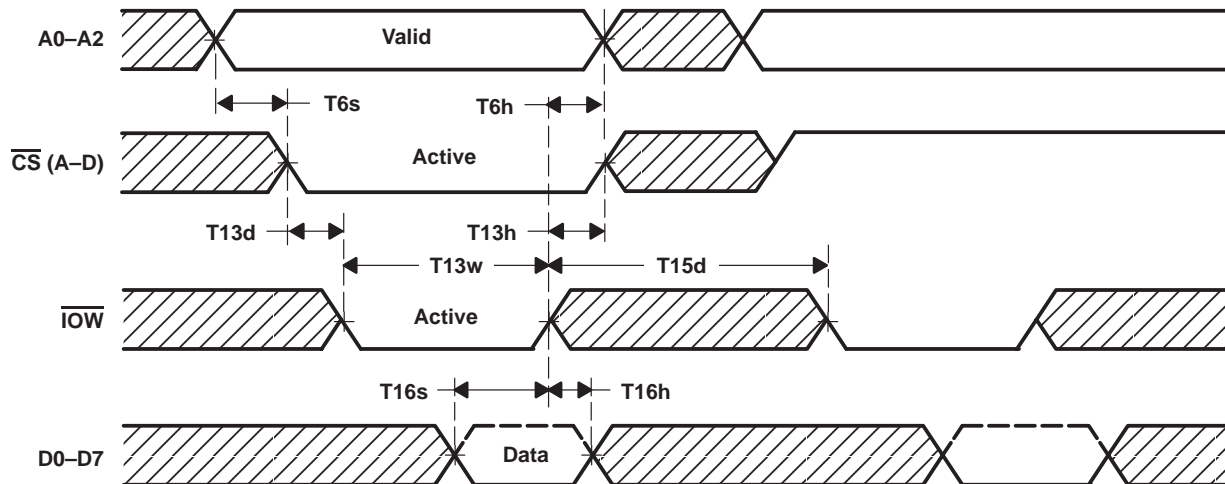 A0–A2
Valid
T6s
T6h
CS (A–D)
Active
T13d
T13h
T13w
T15d
IOW
Active
T16s
T16h
D0–D7
Data